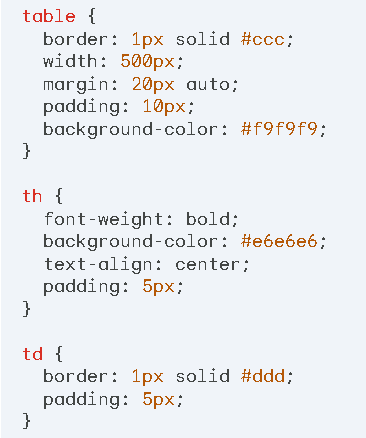 table {
  border: 1px solid #ccc;
  width: 500px;
  margin: 20px auto;
  padding: 10px;
  background-color: #f9f9f9;
}

th {
  font-weight: bold;
  background-color: #e6e6e6;
  text-align: center;
  padding: 5px;
}

td {
  border: 1px solid #ddd;
  padding: 5px;
}